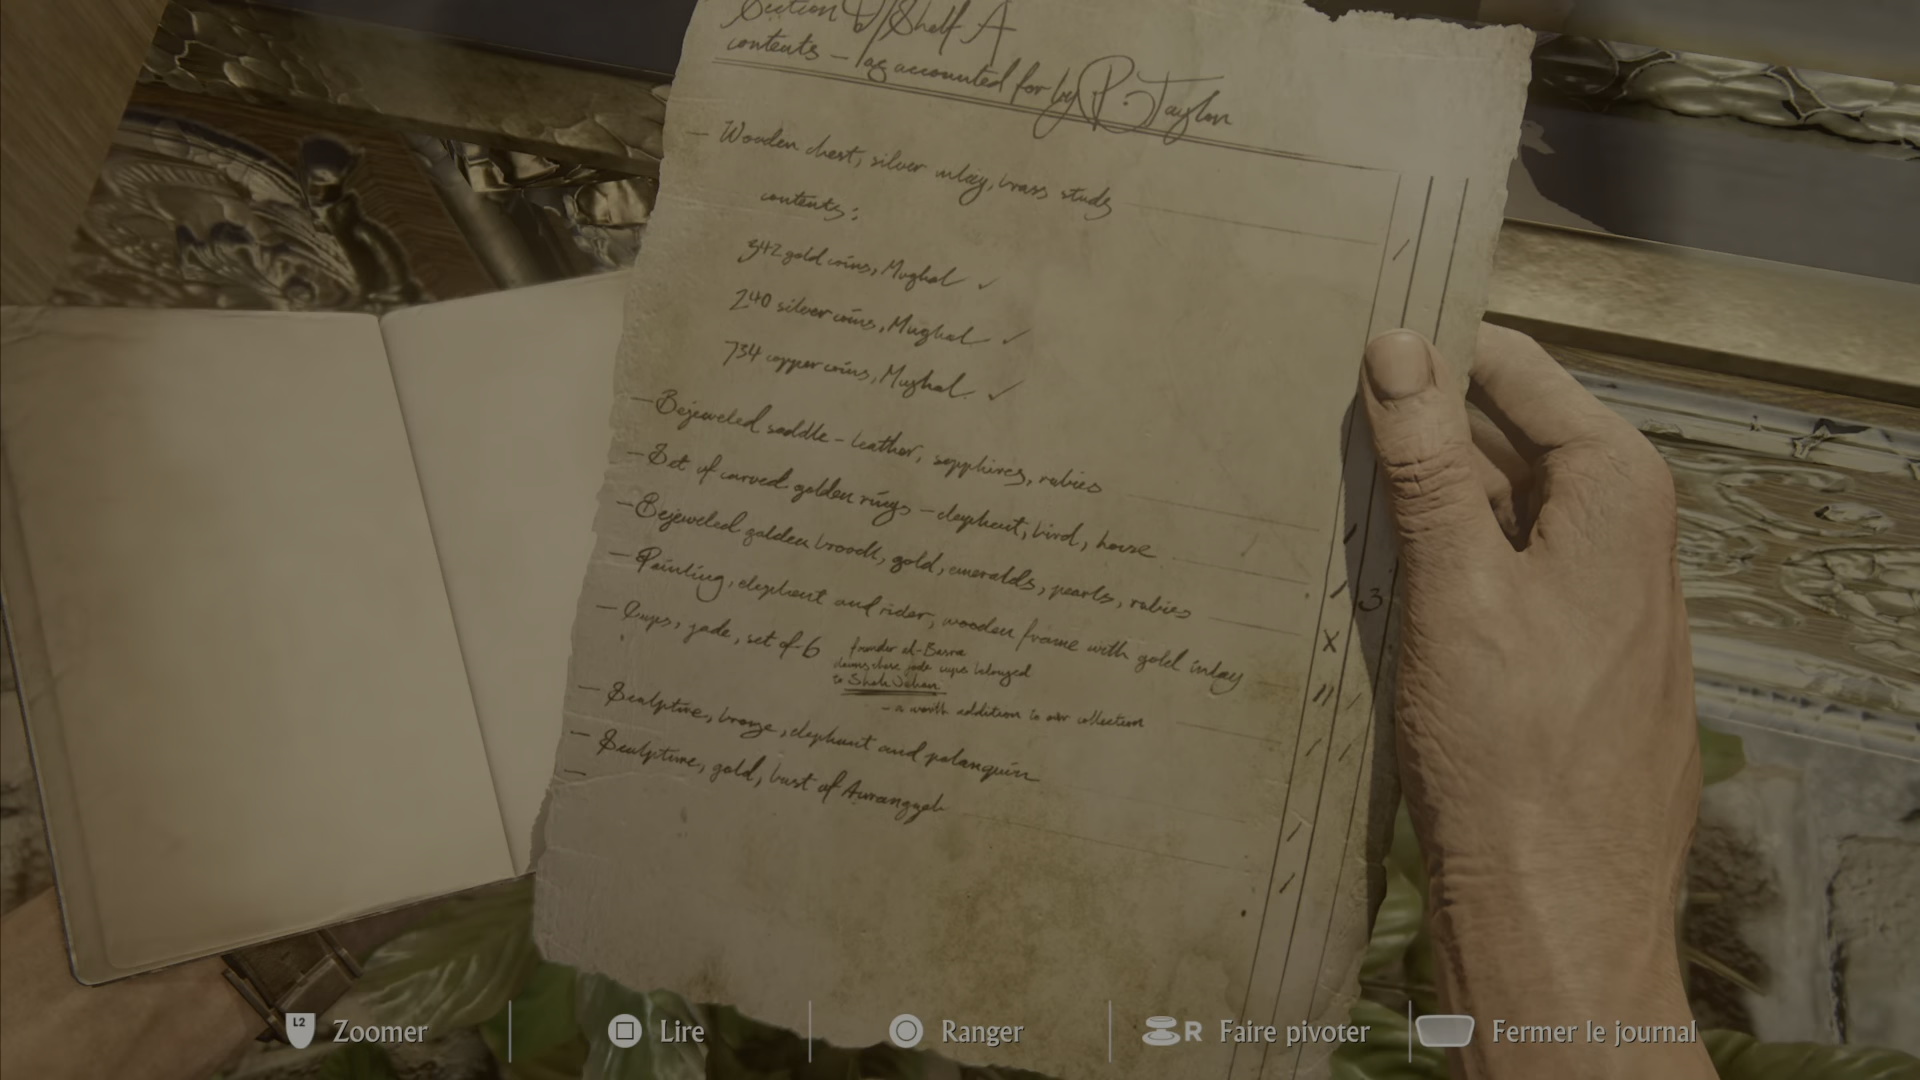 Section D/Shelf A
contents - as accounted for by P. Taylor
- Wooden chest, silver inlay, brass studs /
contents:
342 gold coins, Mughal ✓
240 silver coins, Mughal ✓
734 copper coins, Mughal ✓
- Bejeweled saddle - leather, sapphires, rubies /
- Set of carved golden rings - elephant, bird, horse / 3
- Bejeweled golden brooch, gold, emeralds, pearls, rubies X
- Painting, elephant and rider, wooden frame with gold inlay // /
- Cups, jade, set of 6 / /
al-Basra
claims these jade cups belonged
to Shah Jahan
- a worth addition to our collection
- Sculpture, bronze, elephant and palanquin /
- Sculpture, gold, bust of Aurangzeb /
-
L2 Zoomer
Lire
Ranger
R Faire pivoter
Fermer le journal